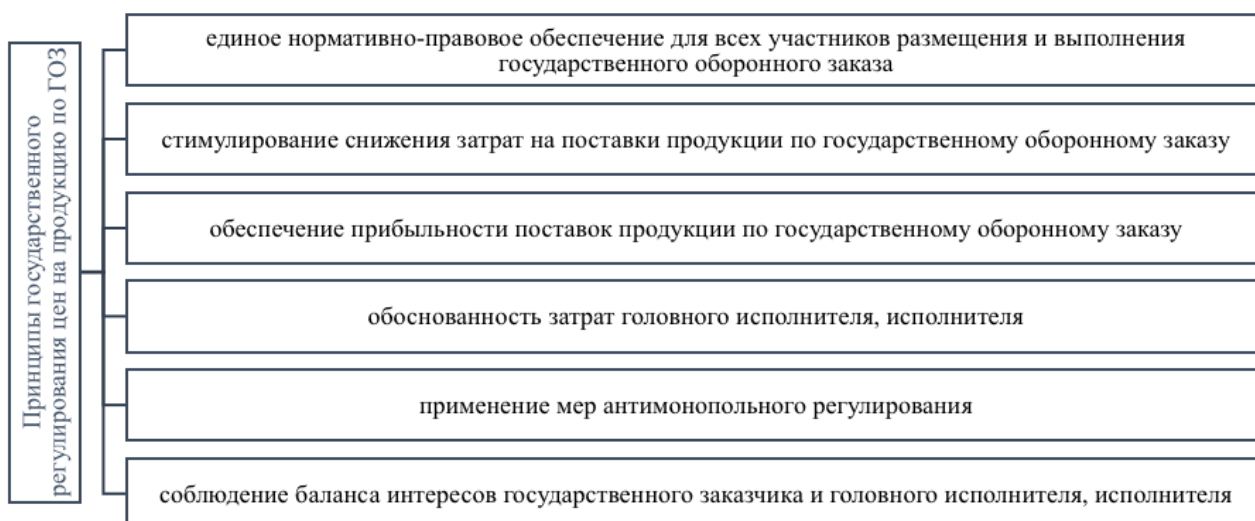 Принципы государственного
регулирования цен на продукцию по ГОЗ
единое нормативно-правовое обеспечение для всех участников размещения и выполнения
государственного оборонного заказа
стимулирование снижения затрат на поставки продукции по государственному оборонному заказу
обеспечение прибыльности поставок продукции по государственному оборонному заказу
обоснованность затрат головного исполнителя, исполнителя
применение мер антимонопольного регулирования
соблюдение баланса интересов государственного заказчика и головного исполнителя, исполнителя